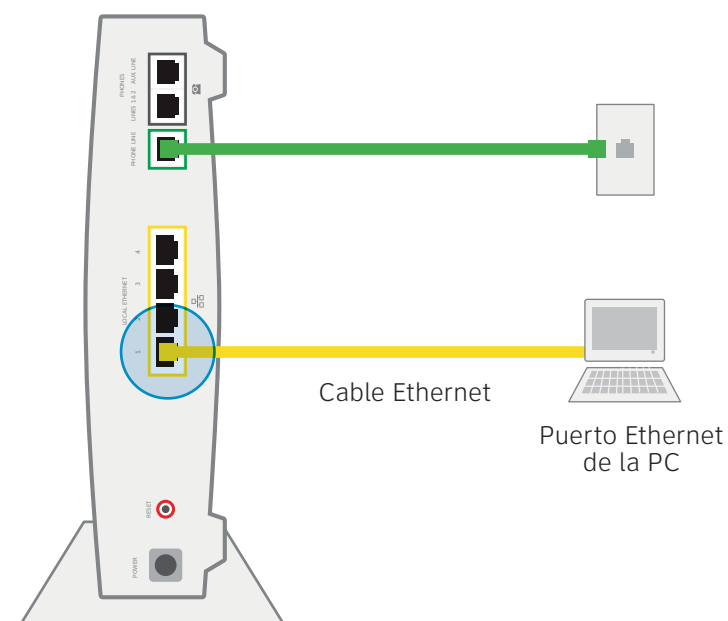 PHONES
AUX LINE
LINES 1 & 2
PHONE LINE
4
3
LOCAL ETHERNET
2
1
Cable Ethernet
Puerto Ethernet
de la PC
RESET
POWER